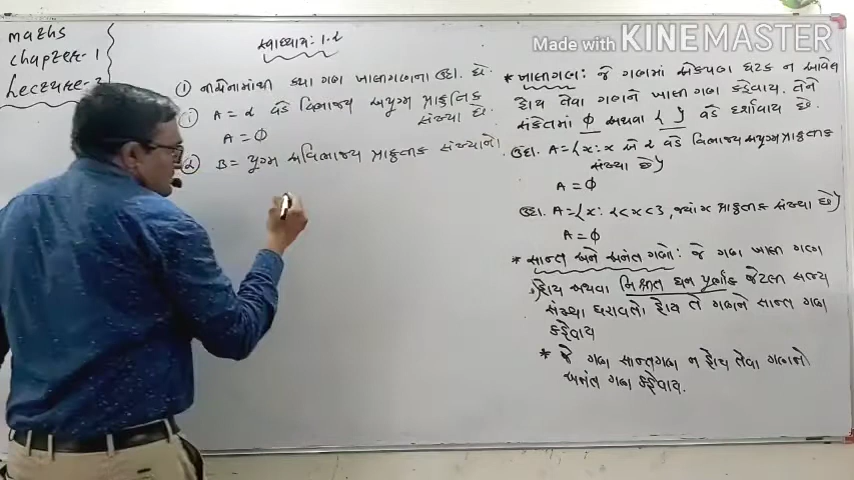 maths
chapter - 1
Lecture - 2
સ્વાધ્યાય: 1.2
① નીચેનામાંથી ક્યા ગણ ખાલીગણના ઉદા. છે.
① A = 2 વડે વિભાજ્ય અયુગ્મ પ્રાકૃતિક સંખ્યા છે.
A = ϕ
② B = યુગ્મ અવિભાજ્ય પ્રાકૃતિક સંખ્યાનો
Made with KINEMASTER
* ખાલીગણ: જે ગણમાં એકપણ ઘટક ન આવેલ
હોય તેવા ગણને ખાલી ગણ કહેવાય. તેને
સંકેતમાં ϕ અથવા { } વડે દર્શાવાય છે.
ઉદા. A = {x: x એ 2 વડે વિભાજ્ય અયુગ્મ પ્રાકૃતિક
સંખ્યા છે}
A = ϕ
ઉદા. A = {x: 2<x<3, જ્યાં x પ્રાકૃતિક સંખ્યા છે}
A = ϕ
* સાન્ત અને અનંત ગણો: જે ગણ ખાલી ગણ
હોય અથવા નિશ્ચિત ધન પૂર્ણાંક જેટલી સભ્ય
સંખ્યા ધરાવતો હોય તે ગણને સાન્ત ગણ
કહેવાય
* જે ગણ સાન્તગણ ન હોય તેવા ગણનો
અનંત ગણ કહેવાય.